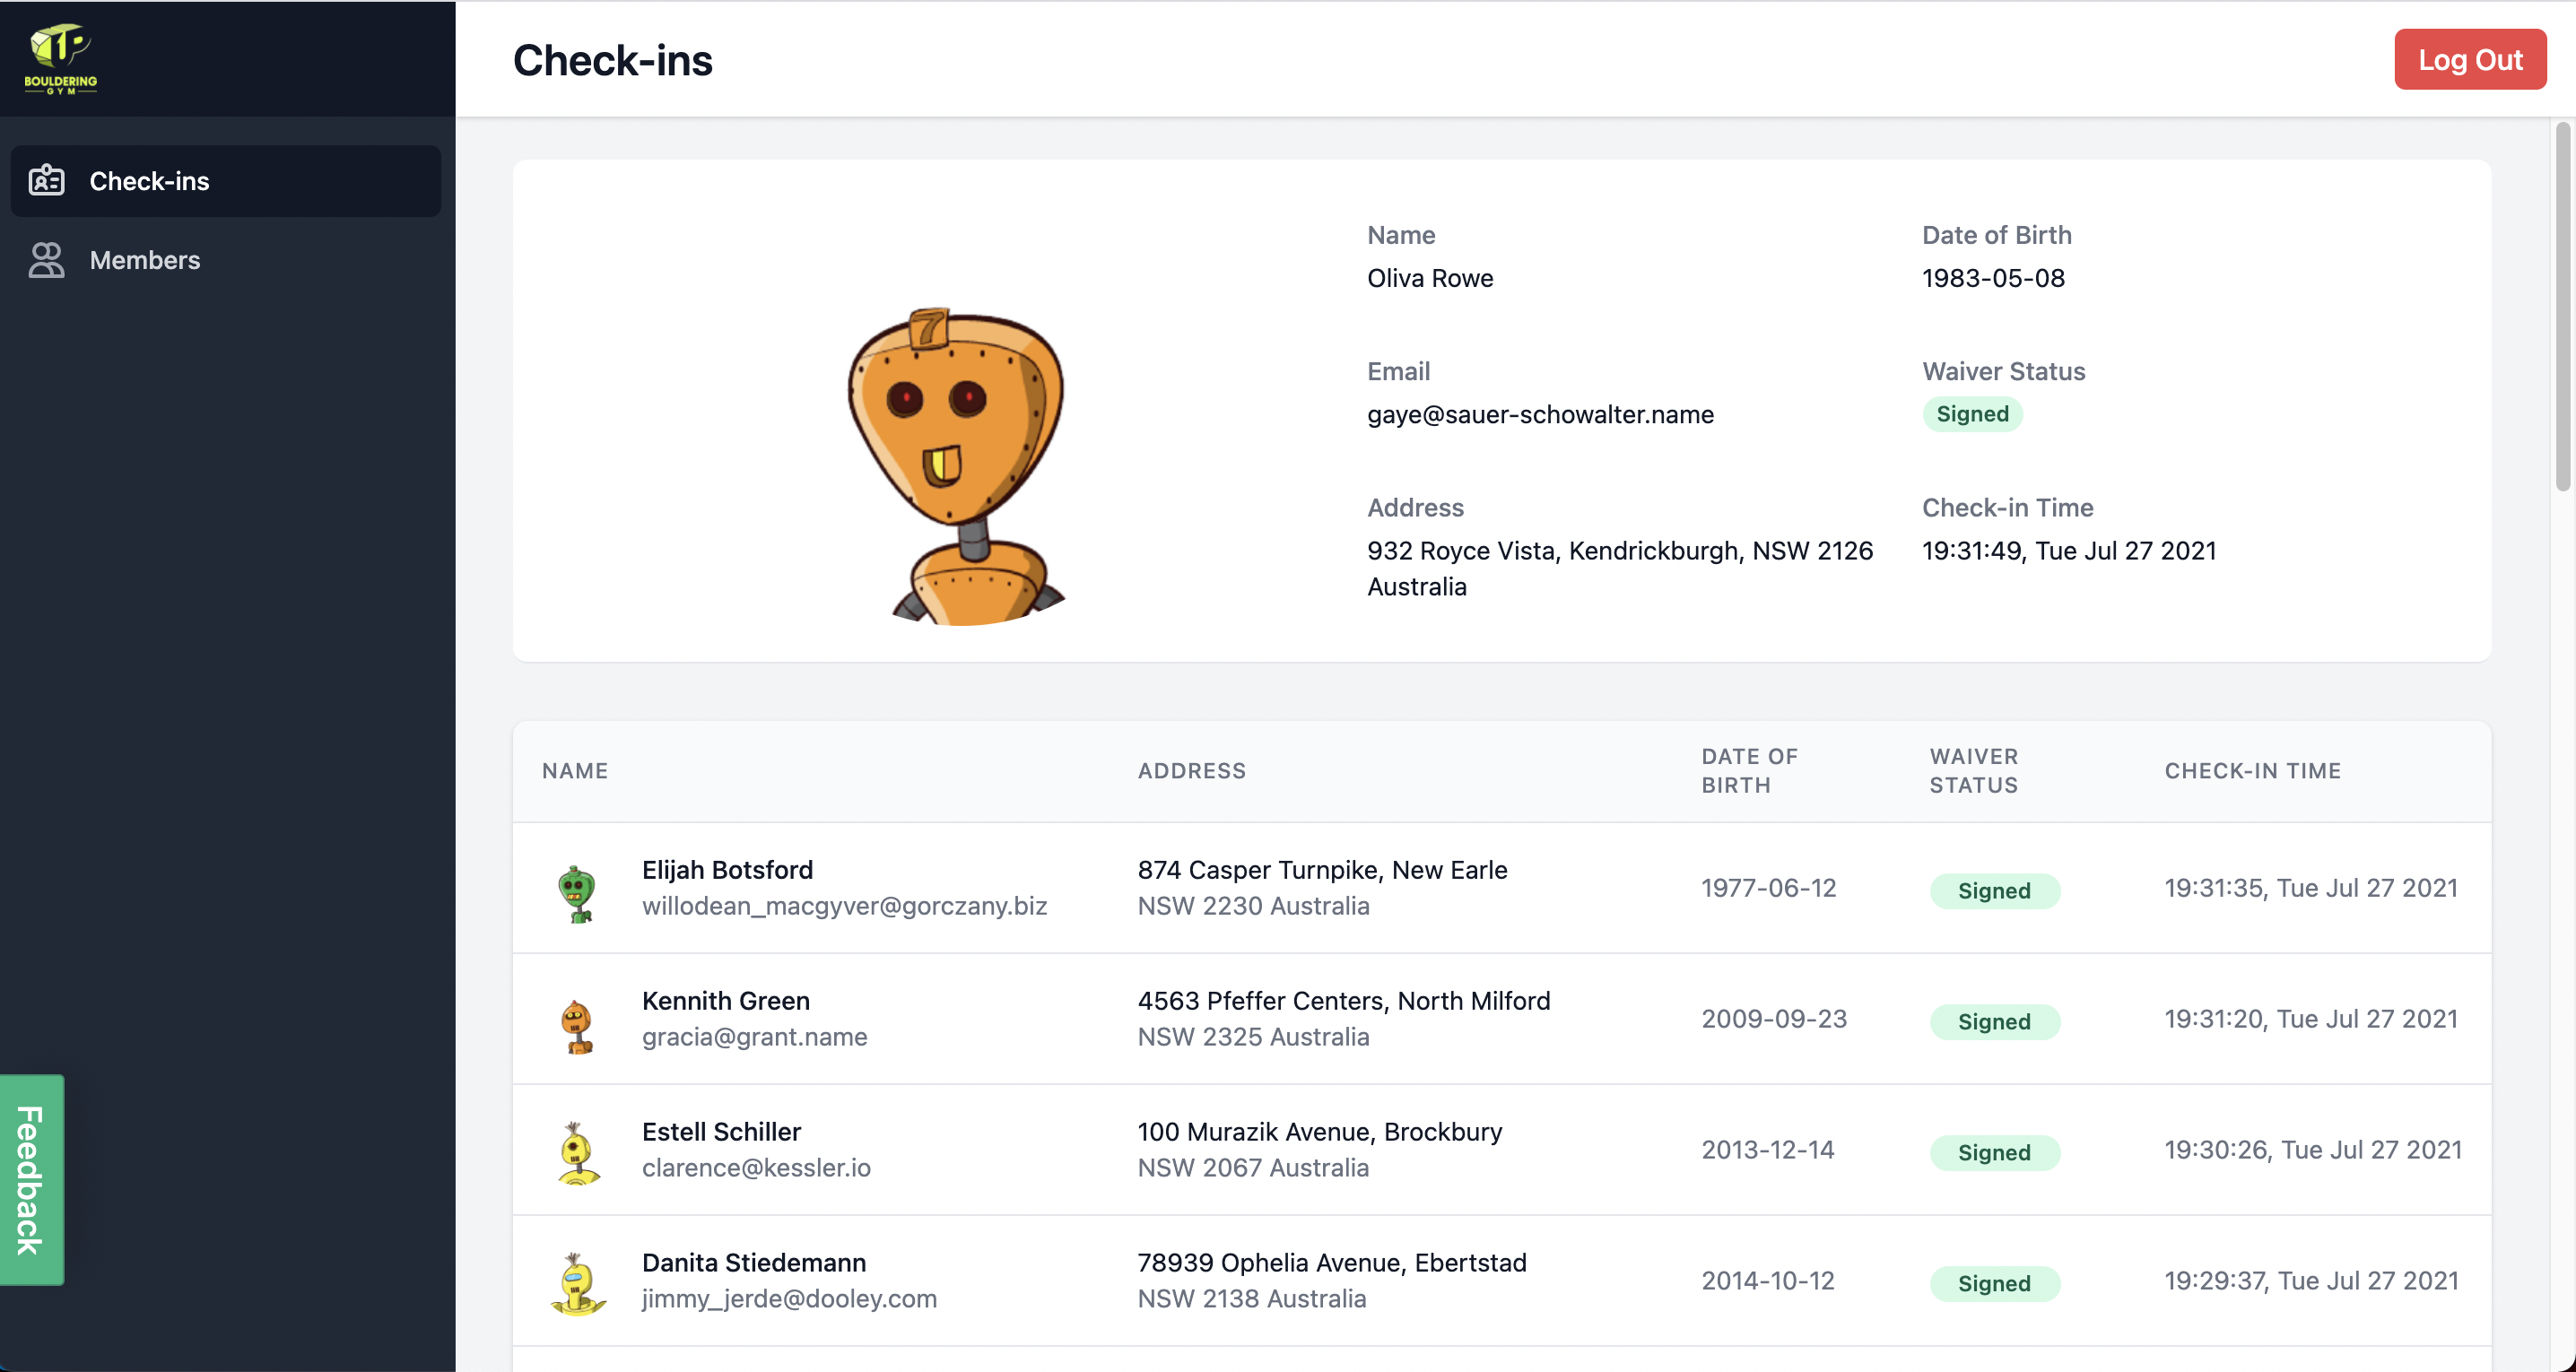 1P
BOULDERING
GYM
Check-ins
Log Out
Check-ins
Members
Feedback
7
Name
Oliva Rowe
Date of Birth
1983-05-08
Email
gaye@sauer-schowalter.name
Waiver Status
Signed
Address
932 Royce Vista, Kendrickburgh, NSW 2126
Australia
Check-in Time
19:31:49, Tue Jul 27 2021
NAME
ADDRESS
DATE OF
BIRTH
WAIVER
STATUS
CHECK-IN TIME
Elijah Botsford
willodean_macgyver@gorczany.biz
874 Casper Turnpike, New Earle
NSW 2230 Australia
1977-06-12
Signed
19:31:35, Tue Jul 27 2021
Kennith Green
gracia@grant.name
4563 Pfeffer Centers, North Milford
NSW 2325 Australia
2009-09-23
Signed
19:31:20, Tue Jul 27 2021
Estell Schiller
clarence@kessler.io
100 Murazik Avenue, Brockbury
NSW 2067 Australia
2013-12-14
Signed
19:30:26, Tue Jul 27 2021
Danita Stiedemann
jimmy_jerde@dooley.com
78939 Ophelia Avenue, Ebertstad
NSW 2138 Australia
2014-10-12
Signed
19:29:37, Tue Jul 27 2021